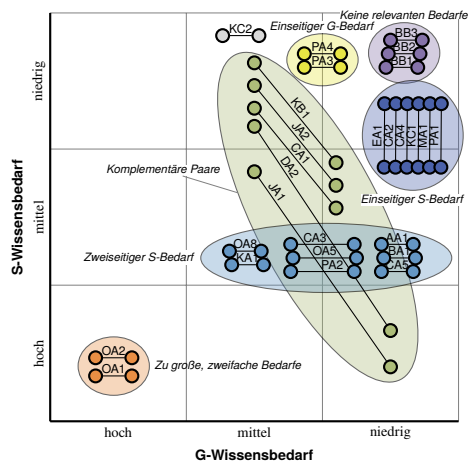 Keine relevanten Bedarfe
Einseitiger G-Bedarf
KC2
PA4
PA3
BB3
BB2
BB1
niedrig
KB1
JA2
CA1
DA2
JA1
EA1
CA2
CA4
KC1
MA1
PA1
Komplementäre Paare
Einseitiger S-Bedarf
S-Wissensbedarf
mittel
Zweiseitiger S-Bedarf
OA8
KA1
CA3
OA5
PA2
AA1
BA1
CA5
hoch
OA2
OA1
Zu große, zweifache Bedarfe
hoch
mittel
niedrig
G-Wissensbedarf